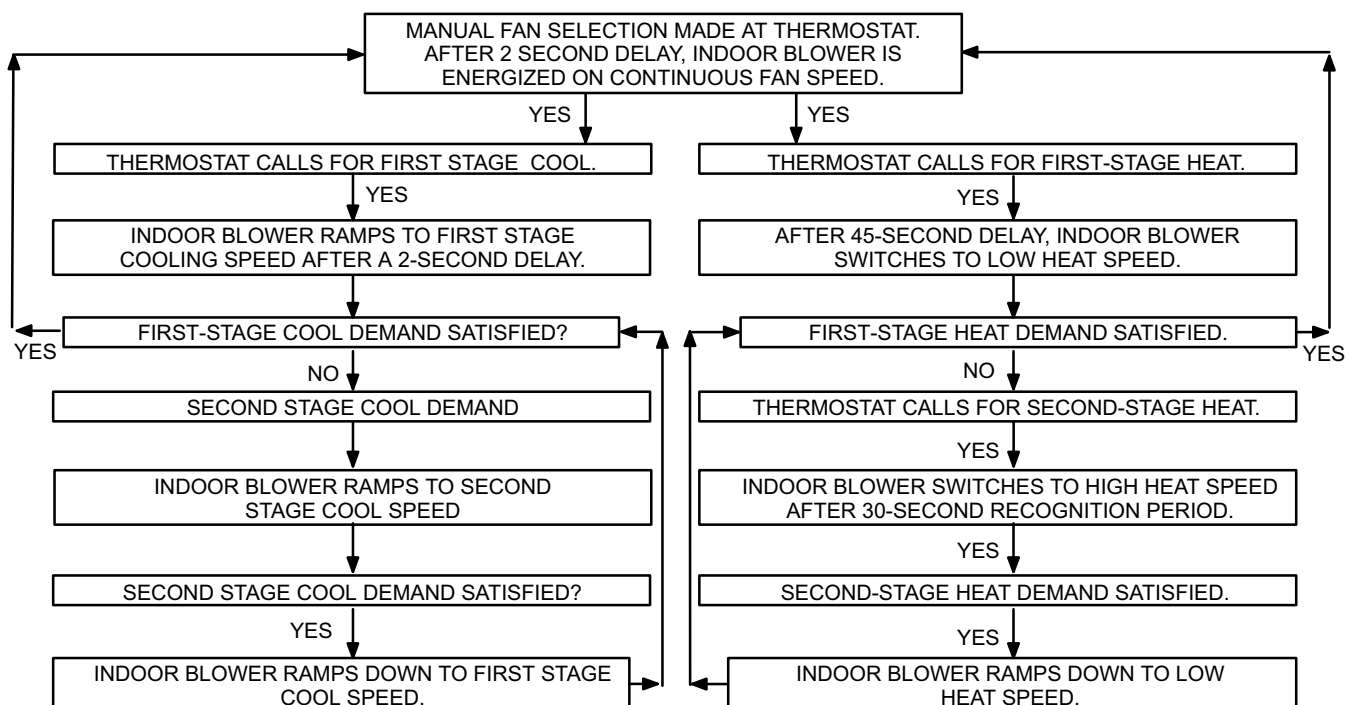 MANUAL FAN SELECTION MADE AT THERMOSTAT.
AFTER 2 SECOND DELAY, INDOOR BLOWER IS
ENERGIZED ON CONTINUOUS FAN SPEED.
YES
YES
THERMOSTAT CALLS FOR FIRST STAGE COOL.
YES
INDOOR BLOWER RAMPS TO FIRST STAGE
COOLING SPEED AFTER A 2-SECOND DELAY.
FIRST-STAGE COOL DEMAND SATISFIED?
YES
NO
SECOND STAGE COOL DEMAND
INDOOR BLOWER RAMPS TO SECOND
STAGE COOL SPEED
SECOND STAGE COOL DEMAND SATISFIED?
YES
INDOOR BLOWER RAMPS DOWN TO FIRST STAGE
COOL SPEED.
THERMOSTAT CALLS FOR FIRST-STAGE HEAT.
YES
AFTER 45-SECOND DELAY, INDOOR BLOWER
SWITCHES TO LOW HEAT SPEED.
FIRST-STAGE HEAT DEMAND SATISFIED.
YES
NO
THERMOSTAT CALLS FOR SECOND-STAGE HEAT.
YES
INDOOR BLOWER SWITCHES TO HIGH HEAT SPEED
AFTER 30-SECOND RECOGNITION PERIOD.
YES
SECOND-STAGE HEAT DEMAND SATISFIED.
YES
INDOOR BLOWER RAMPS DOWN TO LOW
HEAT SPEED.